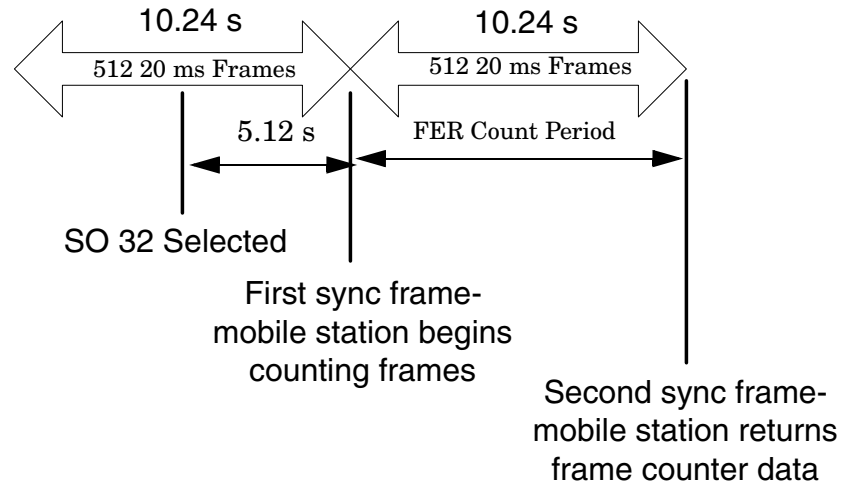 10.24 s
10.24 s
512 20 ms Frames
512 20 ms Frames
5.12 s
FER Count Period
SO 32 Selected
First sync frame-
mobile station begins
counting frames
Second sync frame-
mobile station returns
frame counter data